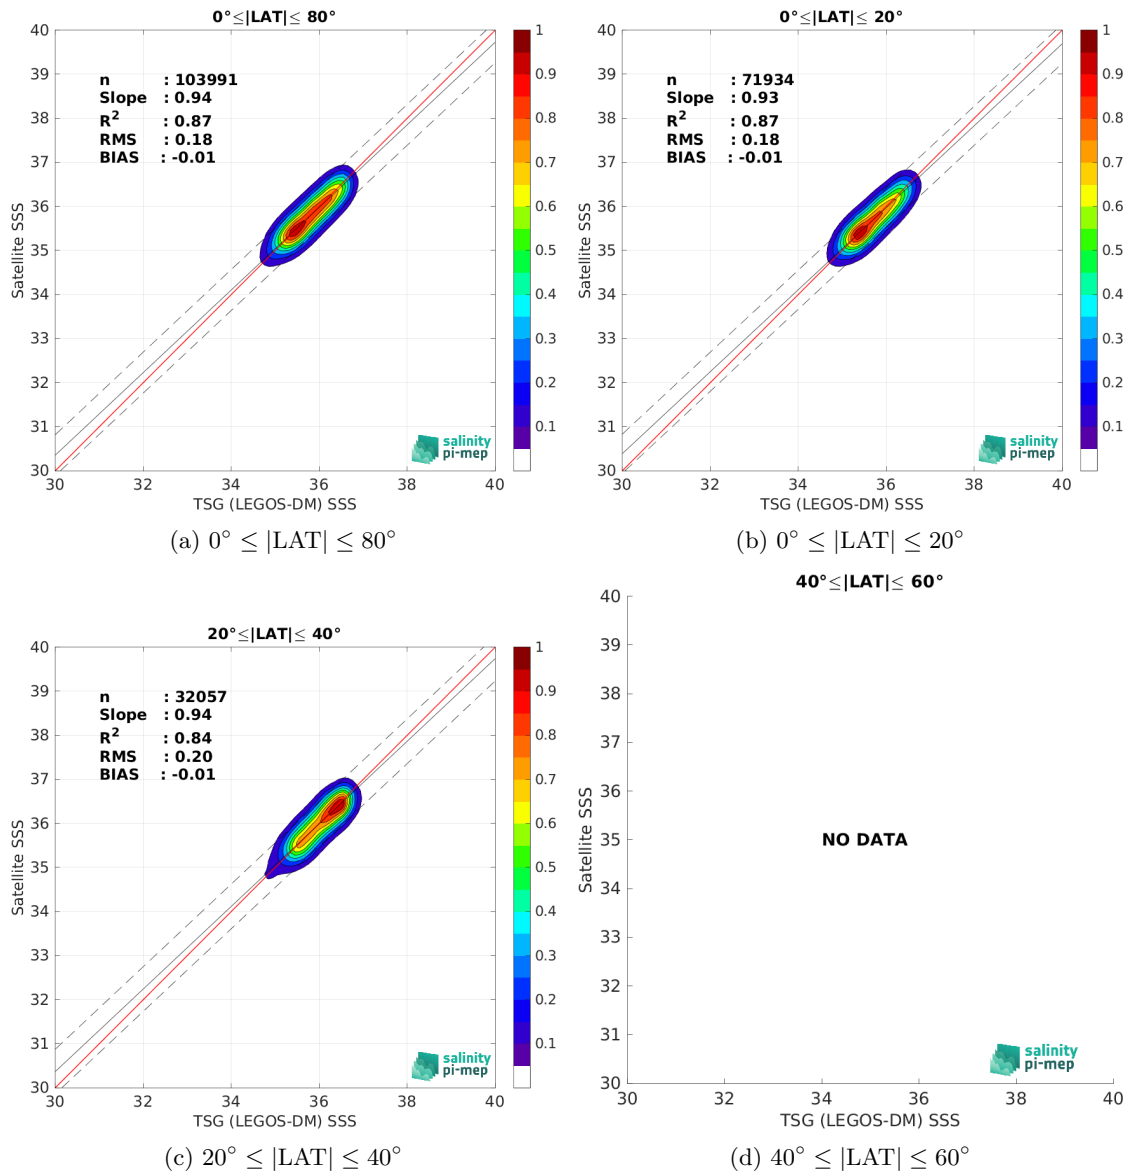 0°≤|LAT|≤ 80°
40
39
38
37
36
35
34
33
32
31
30
Satellite SSS
n : 103991
Slope : 0.94
R² : 0.87
RMS : 0.18
BIAS : -0.01
salinity
pi-mep
30 32 34 36 38 40
TSG (LEGOS-DM) SSS
1
0.9
0.8
0.7
0.6
0.5
0.4
0.3
0.2
0.1
(a) 0° ≤ |LAT| ≤ 80°
0°≤|LAT|≤ 20°
40
39
38
37
36
35
34
33
32
31
30
Satellite SSS
n : 71934
Slope : 0.93
R² : 0.87
RMS : 0.18
BIAS : -0.01
salinity
pi-mep
30 32 34 36 38 40
TSG (LEGOS-DM) SSS
1
0.9
0.8
0.7
0.6
0.5
0.4
0.3
0.2
0.1
(b) 0° ≤ |LAT| ≤ 20°
20°≤|LAT|≤ 40°
40
39
38
37
36
35
34
33
32
31
30
Satellite SSS
n : 32057
Slope : 0.94
R² : 0.84
RMS : 0.20
BIAS : -0.01
salinity
pi-mep
30 32 34 36 38 40
TSG (LEGOS-DM) SSS
1
0.9
0.8
0.7
0.6
0.5
0.4
0.3
0.2
0.1
(c) 20° ≤ |LAT| ≤ 40°
40°≤|LAT|≤ 60°
40
39
38
37
36
35
34
33
32
31
30
Satellite SSS
NO DATA
salinity
pi-mep
30 32 34 36 38 40
TSG (LEGOS-DM) SSS
(d) 40° ≤ |LAT| ≤ 60°